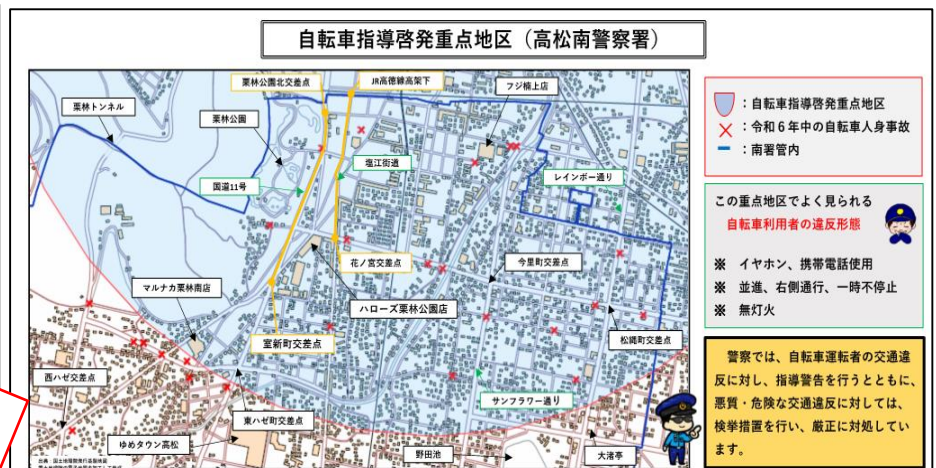 自転車指導啓発重点地区（高松南警察署）
栗林公園北交差点
JR高徳線高架下
フジ楠上店
栗林トンネル
栗林公園
塩江街道
国道11号
レインボー通り
花ノ宮交差点
今里町交差点
マルナカ栗林南店
ハローズ栗林公園店
室新町交差点
松縄町交差点
西ハゼ交差点
サンフラワー通り
東ハゼ町交差点
ゆめタウン高松
野田池
大渚亭
：自転車指導啓発重点地区
：令和６年中の自転車人身事故
：南署管内
この重点地区でよく見られる
自転車利用者の違反形態
※　イヤホン、携帯電話使用
※　並進、右側通行、一時不停止
※　無灯火
警察では、自転車運転者の交通違
反に対し、指導警告を行うとともに、
悪質・危険な交通違反に対しては、
検挙措置を行い、厳正に対処してい
ます。